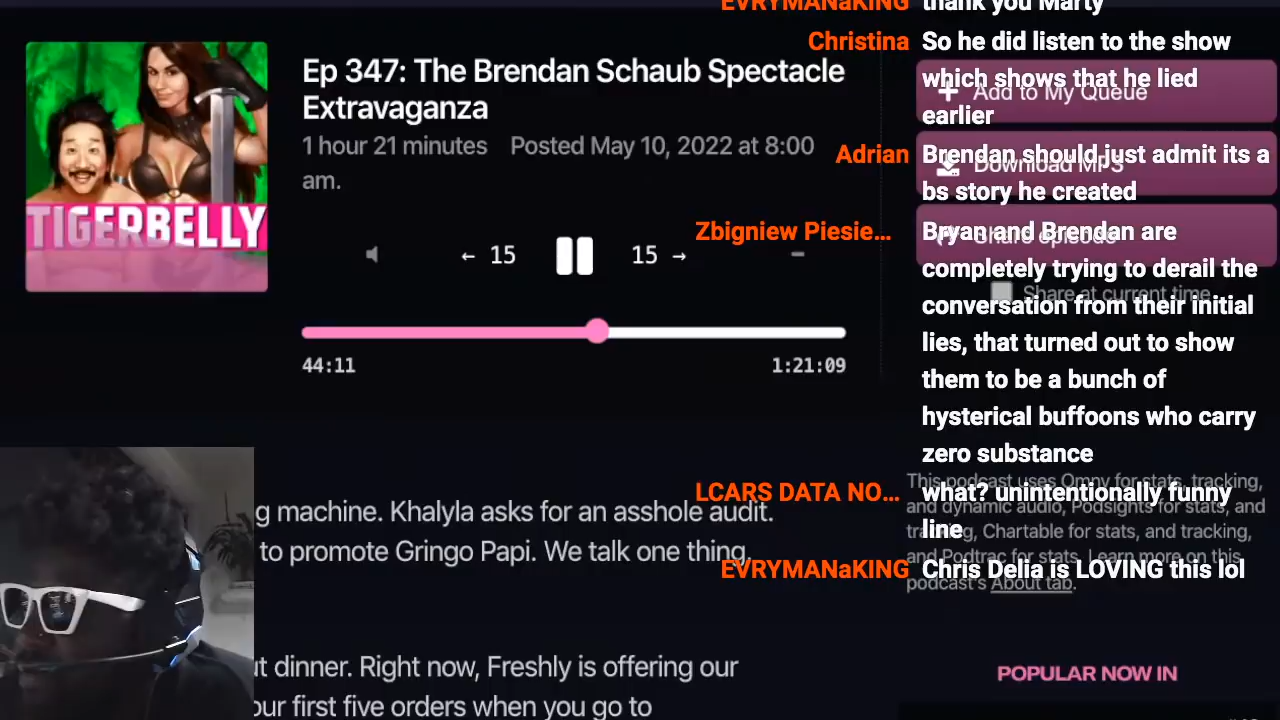 Ep 347: The Brendan Schaub Spectacle
Extravaganza
1 hour 21 minutes Posted May 10, 2022 at 8:00
am.
TIGERBELLY
← 15
15 →
44:11
1:21:09
g machine. Khalyla asks for an asshole audit.
to promote Gringo Papi. We talk one thing,
t dinner. Right now, Freshly is offering our
our first five orders when you go to
EVRYMANaKING thank you Marty
Christina So he did listen to the show
which shows that he lied
earlier
Adrian Brendan should just admit its a
bs story he created
Zbigniew Piesie... Bryan and Brendan are
completely trying to derail the
conversation from their initial
lies, that turned out to show
them to be a bunch of
hysterical buffoons who carry
zero substance
LCARS DATA NO... what? unintentionally funny
line
EVRYMANaKING Chris Delia is LOVING this lol
+ Add to My Queue
Download MP3
Share episode
Share at current time
This podcast uses Omny for stats, tracking,
and dynamic audio, Podsights for stats, and
tracking, Chartable for stats, and tracking,
and Podtrac for stats. Learn more on this
podcast's About tab.
POPULAR NOW IN